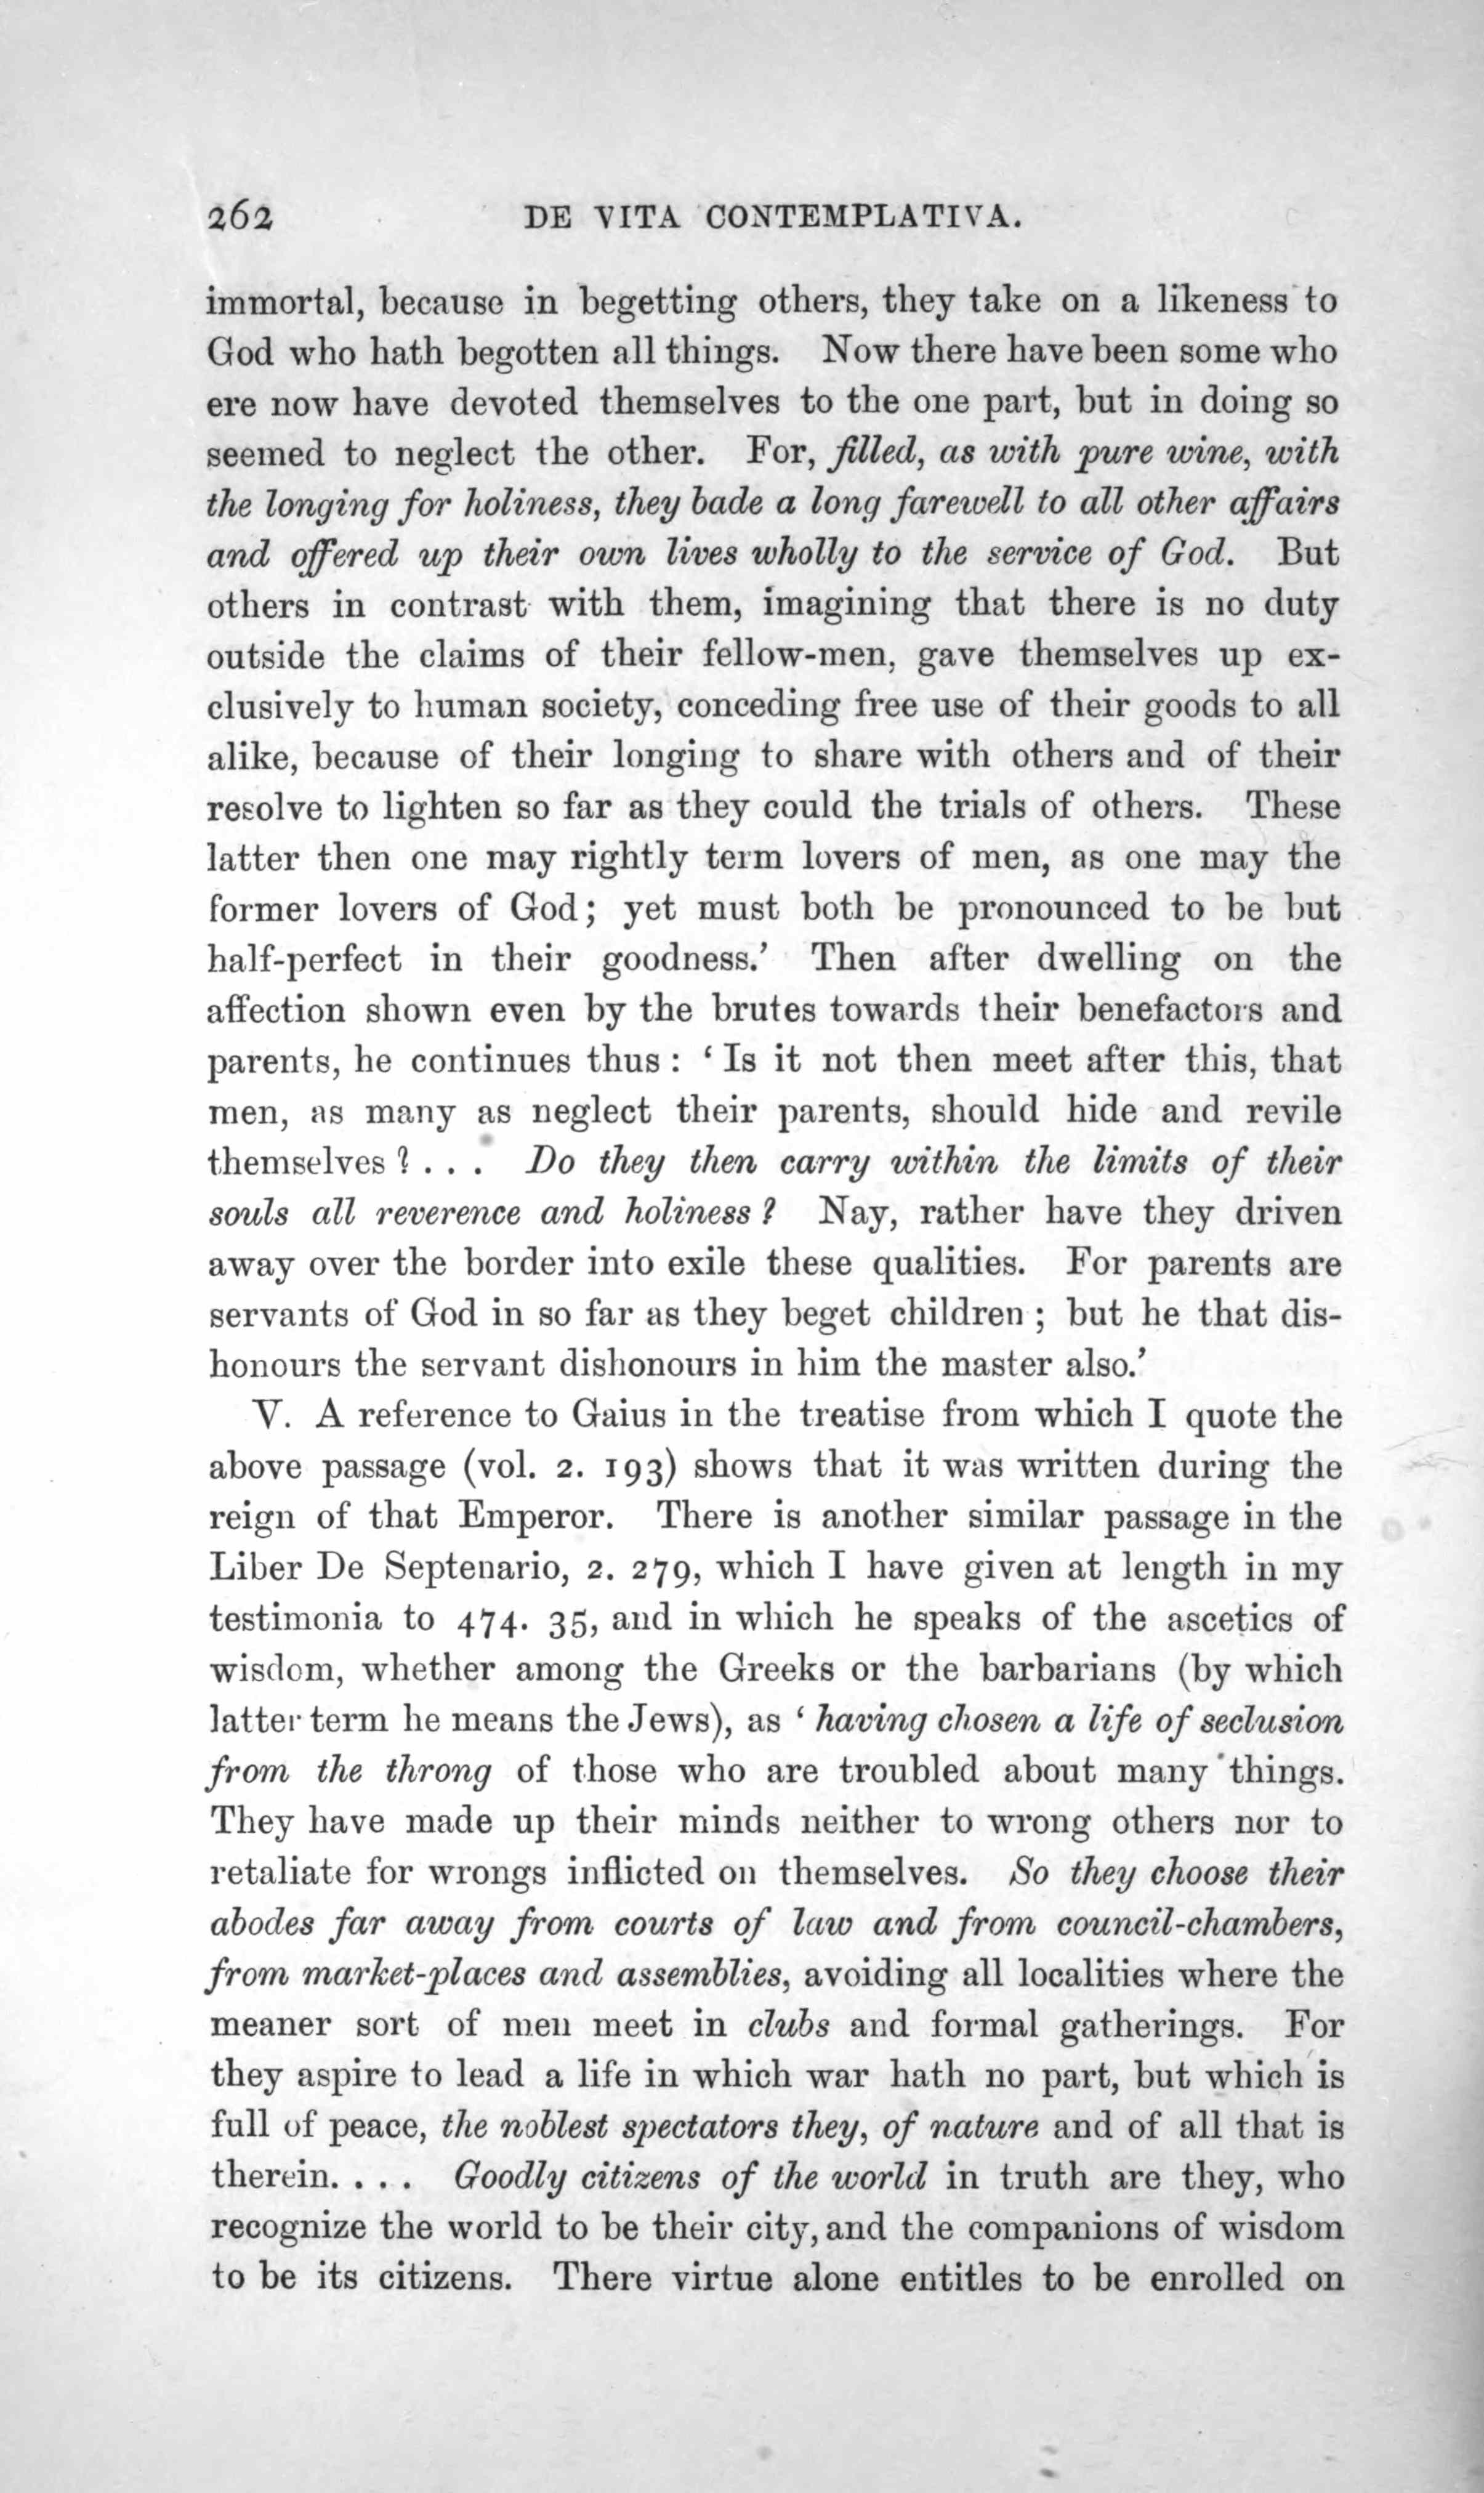 262 DE VITA CONTEMPLATIVA.
immortal, because in begetting others, they take on a likeness to
God who hath begotten all things. Now there have been some who
ere now have devoted themselves to the one part, but in doing so
seemed to neglect the other. For, filled, as with pure wine, with
the longing for holiness, they bade a long farewell to all other affairs
and offered up their own lives wholly to the service of God. But
others in contrast with them, imagining that there is no duty
outside the claims of their fellow-men, gave themselves up ex-
clusively to human society, conceding free use of their goods to all
alike, because of their longing to share with others and of their
resolve to lighten so far as they could the trials of others. These
latter then one may rightly term lovers of men, as one may the
former lovers of God; yet must both be pronounced to be but
half-perfect in their goodness.’ Then after dwelling on the
affection shown even by the brutes towards their benefactors and
parents, he continues thus : ‘ Is it not then meet after this, that
men, as many as neglect their parents, should hide and revile
themselves ? . . . Do they then carry within the limits of their
souls all reverence and holiness ? Nay, rather have they driven
away over the border into exile these qualities. For parents are
servants of God in so far as they beget children ; but he that dis-
honours the servant dishonours in him the master also.’
V. A reference to Gaius in the treatise from which I quote the
above passage (vol. 2. 193) shows that it was written during the
reign of that Emperor. There is another similar passage in the
Liber De Septenario, 2. 279, which I have given at length in my
testimonia to 474. 35, and in which he speaks of the ascetics of
wisdom, whether among the Greeks or the barbarians (by which
latter term he means the Jews), as ‘ having chosen a life of seclusion
from the throng of those who are troubled about many things.
They have made up their minds neither to wrong others nor to
retaliate for wrongs inflicted on themselves. So they choose their
abodes far away from courts of law and from council-chambers,
from market-places and assemblies, avoiding all localities where the
meaner sort of men meet in clubs and formal gatherings. For
they aspire to lead a life in which war hath no part, but which is
full of peace, the noblest spectators they, of nature and of all that is
therein. . . . Goodly citizens of the world in truth are they, who
recognize the world to be their city, and the companions of wisdom
to be its citizens. There virtue alone entitles to be enrolled on